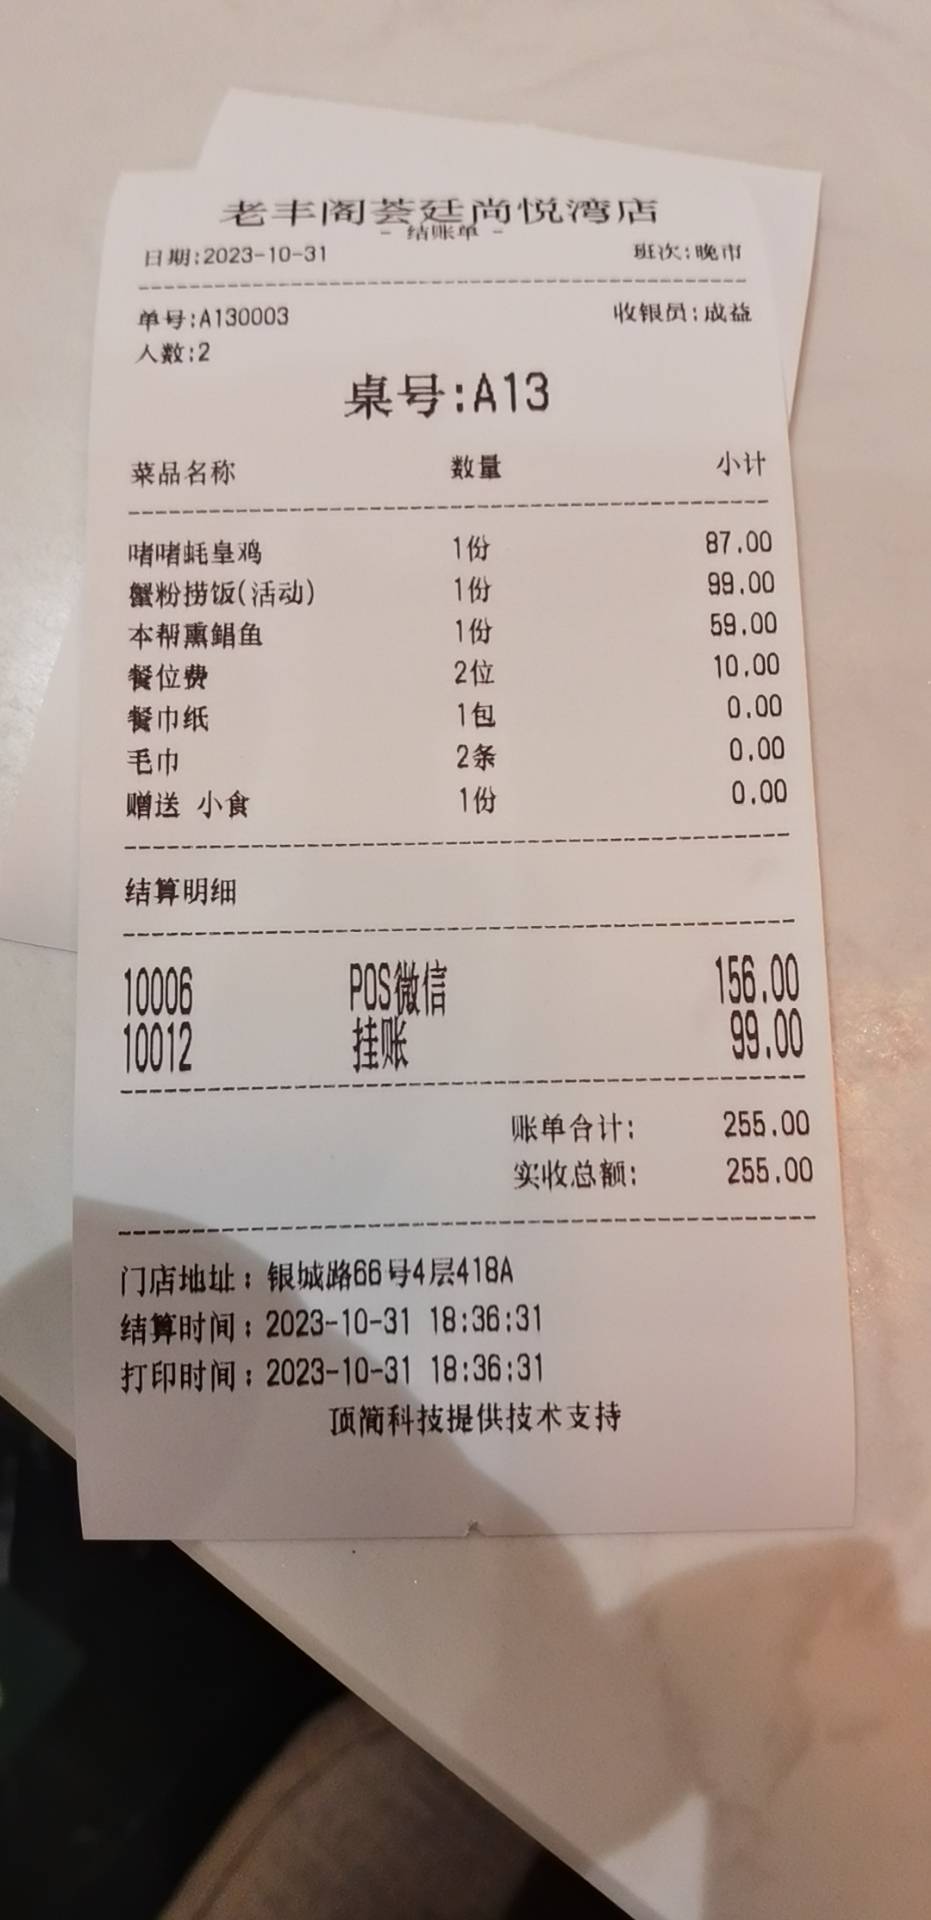 老丰阁荟廷尚悦湾店
- 结账单 -
日期:2023-10-31 班次:晚市
单号:A130003 收银员:成益
人数:2
桌号:A13
菜品名称 数量 小计
啫啫蚝皇鸡 1份 87.00
蟹粉捞饭(活动) 1份 99.00
本帮熏鲳鱼 1份 59.00
餐位费 2位 10.00
餐巾纸 1包 0.00
毛巾 2条 0.00
赠送 小食 1份 0.00
结算明细
10006 POS微信 156.00
10012 挂账 99.00
账单合计: 255.00
实收总额: 255.00
门店地址：银城路66号4层418A
结算时间：2023-10-31 18:36:31
打印时间：2023-10-31 18:36:31
顶简科技提供技术支持